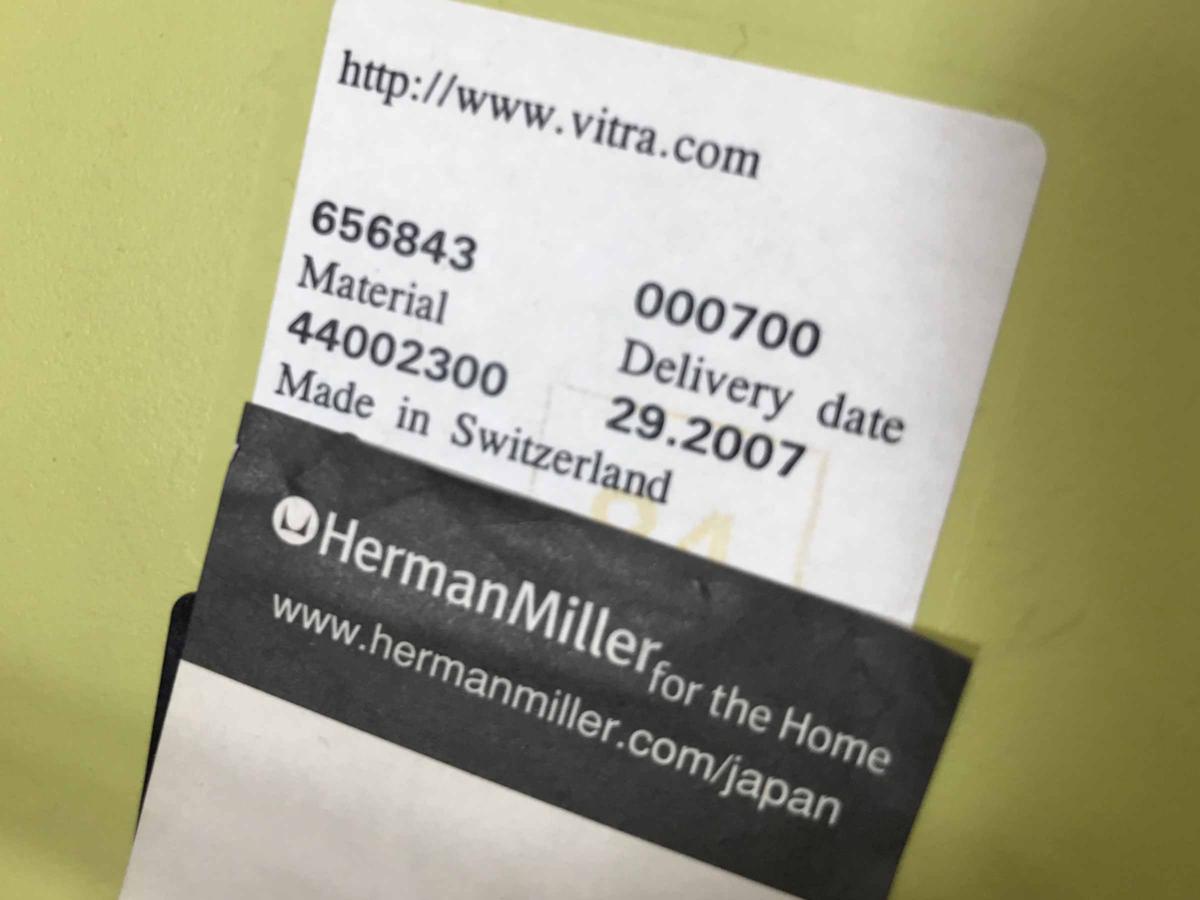 http://www.vitra.com
656843 000700
Material Delivery date
44002300 29.2007
Made in Switzerland
84
HermanMiller for the Home
www.hermanmiller.com/japan